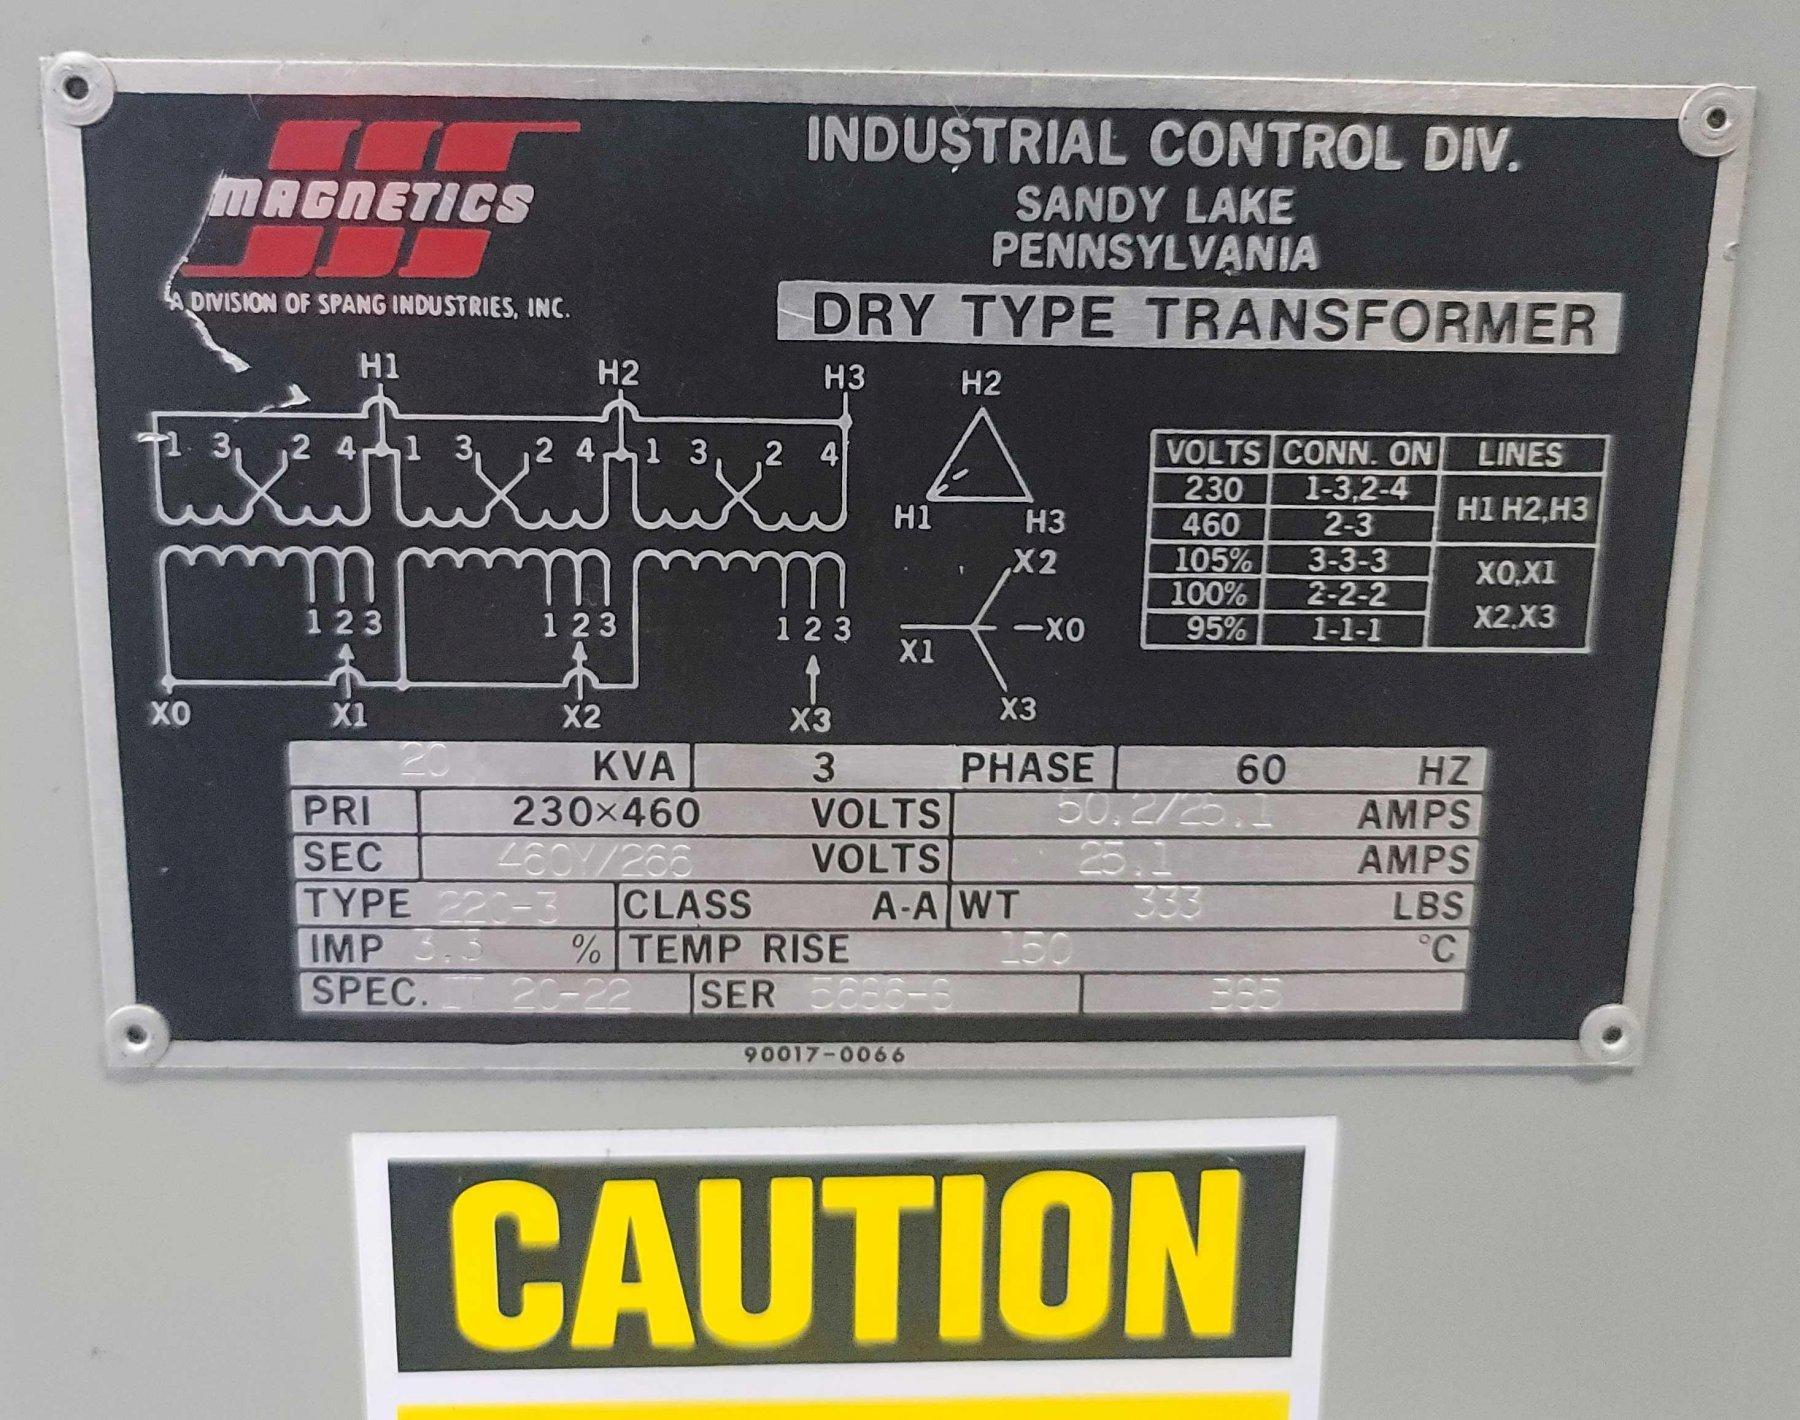 MAGNETICS
A DIVISION OF SPANG INDUSTRIES, INC.
INDUSTRIAL CONTROL DIV.
SANDY LAKE
PENNSYLVANIA
DRY TYPE TRANSFORMER
H1 H2 H3
1 3 2 4 1 3 2 4 1 3 2 4
1 2 3 1 2 3 1 2 3
X0 X1 X2 X3
H2
H1 H3
X2
X1 X0
X3
VOLTS CONN. ON LINES
230 1-3,2-4 H1 H2,H3
460 2-3
105% 3-3-3 X0,X1
100% 2-2-2 X2,X3
95% 1-1-1
20 KVA 3 PHASE 60 HZ
PRI 230×460 VOLTS 50.2/25.1 AMPS
SEC 460Y/266 VOLTS 25.1 AMPS
TYPE 220-3 CLASS A-A WT 333 LBS
IMP 3.3 % TEMP RISE 150 °C
SPEC. IT 20-22 SER
90017-0066
CAUTION